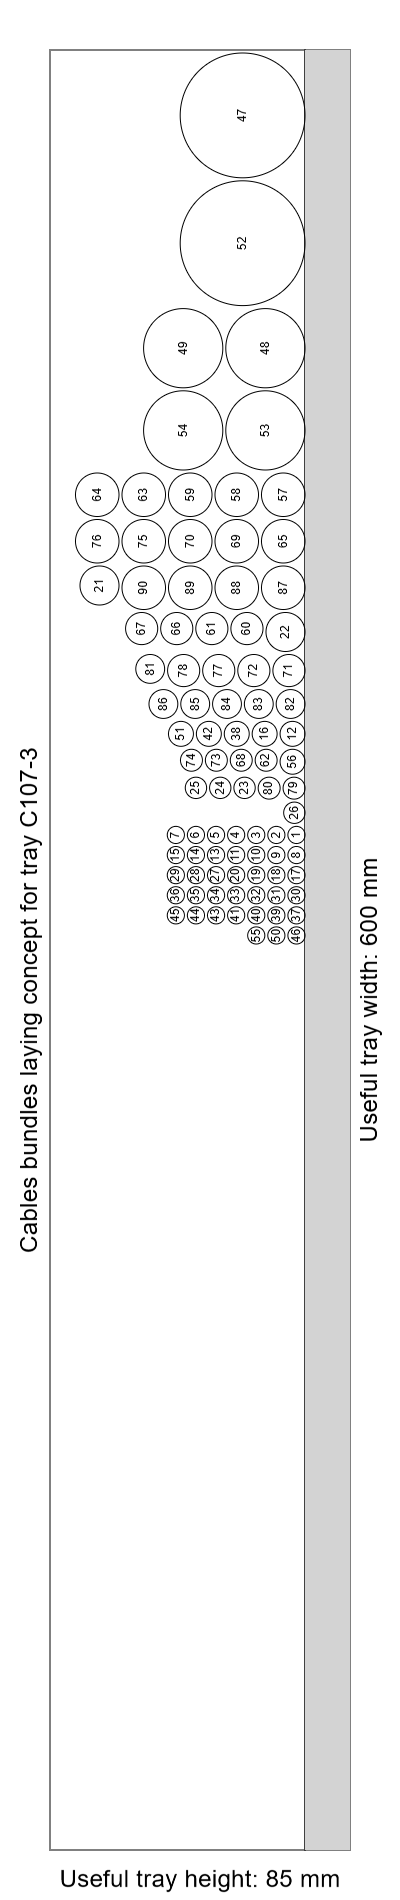 Cables bundles laying concept for tray C107-3
47
52
49 48
54 53
64 63 59 58 57
76 75 70 69 65
21 90 89 88 87
67 66 61 60 22
81 78 77 72 71
86 85 84 83 82
51 42 38 16 12
74 73 68 62 56
25 24 23 80 79
26
7 6 5 4 3 2 1
15 14 13 11 10 9 8
29 28 27 20 19 18 17
36 35 34 33 32 31 30
45 44 43 41 40 39 37
55 50 46
Useful tray width: 600 mm
Useful tray height: 85 mm